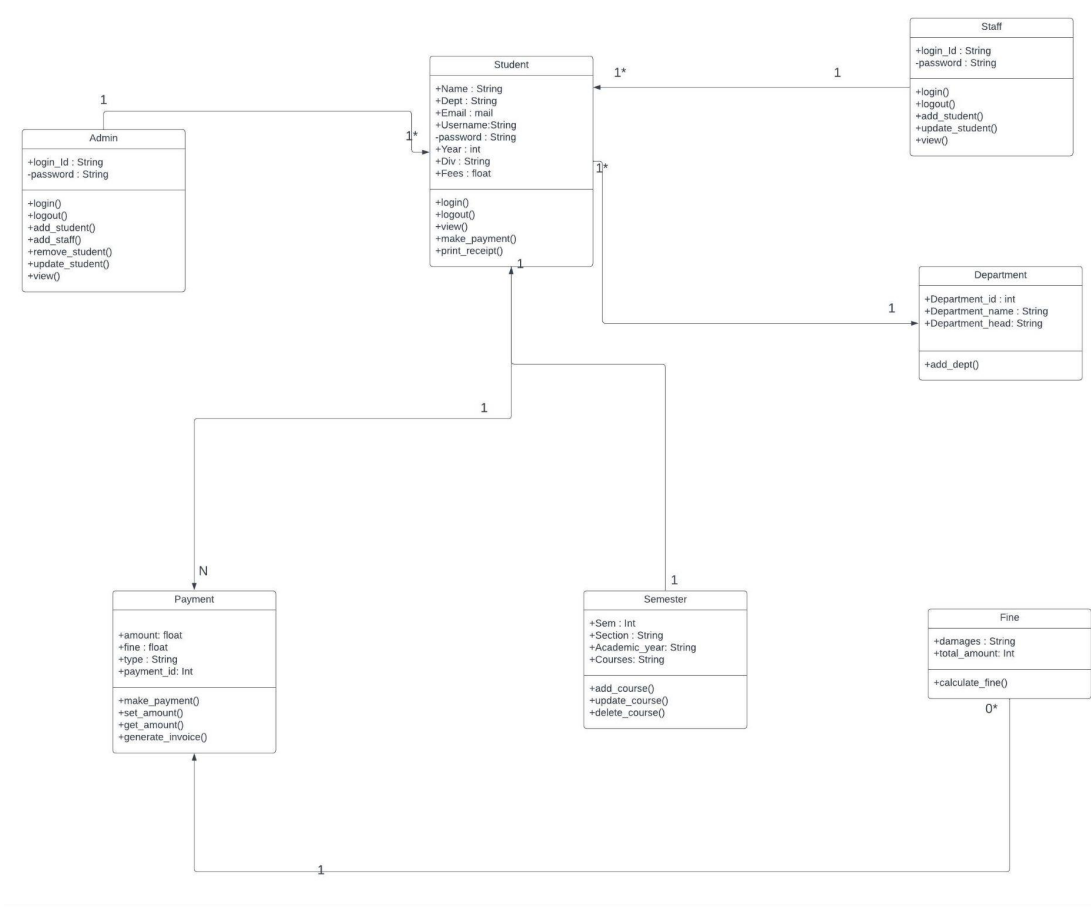 Staff
+login_Id : String
-password : String
+login()
+logout()
+add_student()
+update_student()
+view()
1*
1
Student
+Name : String
+Dept : String
+Email : mail
+Username:String
-password : String
+Year : int
+Div : String
+Fees : float
+login()
+logout()
+view()
+make_payment()
+print_receipt()
1
1*
1*
1
Admin
+login_Id : String
-password : String
+login()
+logout()
+add_student()
+add_staff()
+remove_student()
+update_student()
+view()
1
Department
+Department_id : int
+Department_name : String
+Department_head: String
+add_dept()
1
N
Payment
+amount: float
+fine : float
+type : String
+payment_id: Int
+make_payment()
+set_amount()
+get_amount()
+generate_invoice()
1
Semester
+Sem : Int
+Section : String
+Academic_year: String
+Courses: String
+add_course()
+update_course()
+delete_course()
Fine
+damages : String
+total_amount: Int
+calculate_fine()
0*
1